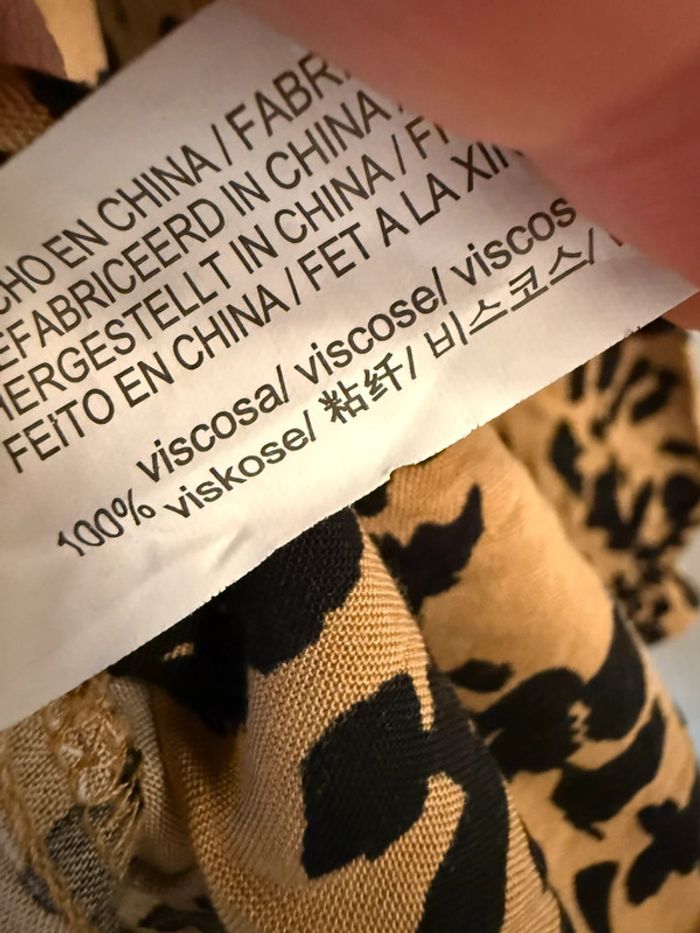 CHO EN CHINA / FABR
EFABRICEERD IN CHINA
HERGESTELLT IN CHINA / F
FEITO EN CHINA / FET A LA XIN
100% viscosa/ viscose/ viscos
viskose/ 粘纤/ 비스코스/